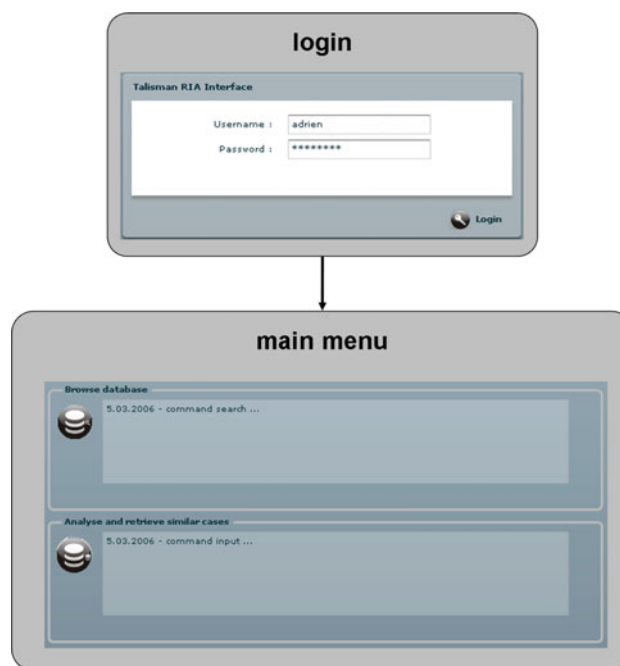 login
Talisman RIA Interface
Username : adrien
Password : ********
Login
main menu
Browse database
5.03.2006 - command search ...
Analyse and retrieve similar cases
5.03.2006 - command input ...